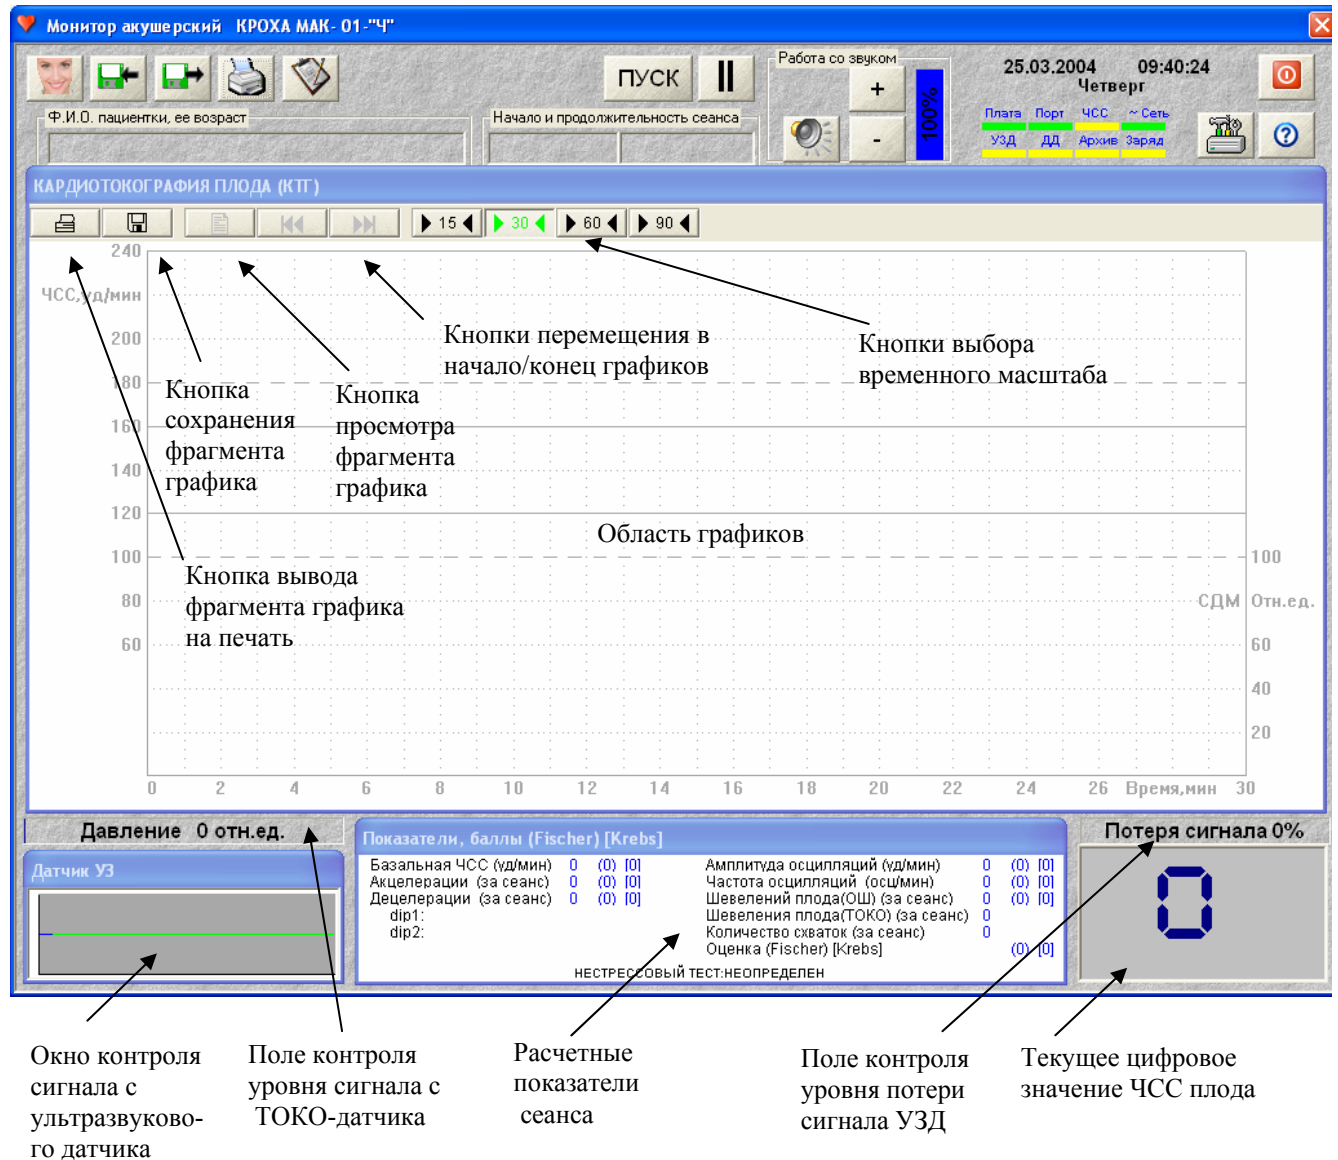 Монитор акушерский КРОХА МАК- 01-"Ч"
ПУСК
Работа со звуком
+
-
100%
25.03.2004 09:40:24
Четверг
Плата Порт ЧСС ~ Сеть
УЗД ДД Архив Заряд
Ф.И.О. пациентки, ее возраст
Начало и продолжительность сеанса
КАРДИОТОКОГРАФИЯ ПЛОДА (КТГ)
15 30 60 90
240
ЧСС,уд/мин
200
180
160
140
120
100
80
60
Кнопки перемещения в
начало/конец графиков
Кнопки выбора
временного масштаба
Кнопка
сохранения
фрагмента
графика
Кнопка
просмотра
фрагмента
графика
Область графиков
Кнопка вывода
фрагмента графика
на печать
100
СДМ Отн.ед.
60
40
20
0 2 4 6 8 10 12 14 16 18 20 22 24 26 Время,мин 30
Давление 0 отн.ед.
Датчик УЗ
Показатели, баллы (Fischer) [Krebs]
Базальная ЧСС (уд/мин) 0 (0) [0]
Акцелерации (за сеанс) 0 (0) [0]
Децелерации (за сеанс) 0 (0) [0]
dip1:
dip2:
Амплитуда осцилляций (уд/мин) 0 (0) [0]
Частота осцилляций (осц/мин) 0 (0) [0]
Шевелений плода(ОШ) (за сеанс) 0 (0) [0]
Шевеления плода(ТОКО) (за сеанс) 0
Количество схваток (за сеанс) 0
Оценка (Fischer) [Krebs] (0) [0]
НЕСТРЕССОВЫЙ ТЕСТ:НЕОПРЕДЕЛЕН
Потеря сигнала 0%
0
Окно контроля
сигнала с
ультразвуково-
го датчика
Поле контроля
уровня сигнала с
ТОКО-датчика
Расчетные
показатели
сеанса
Поле контроля
уровня потери
сигнала УЗД
Текущее цифровое
значение ЧСС плода